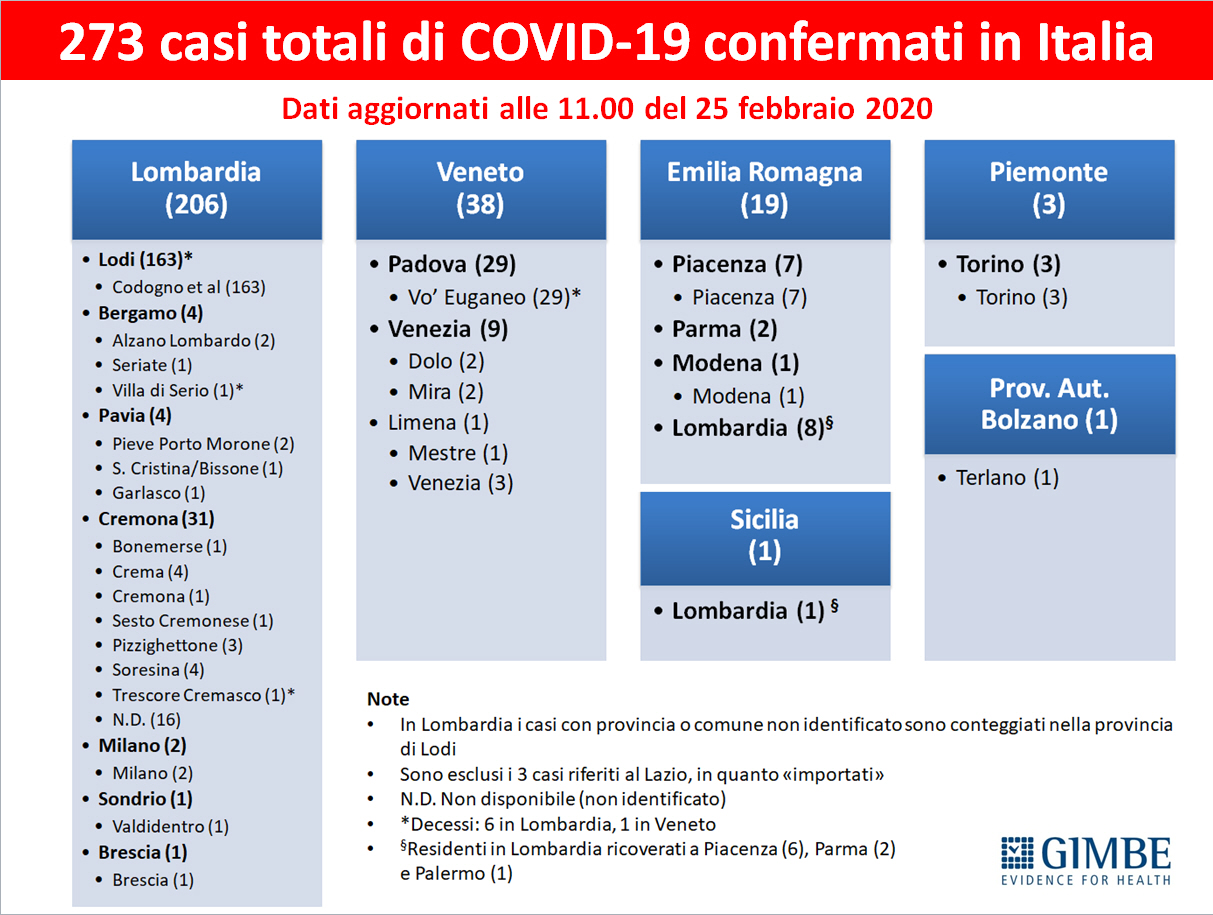 273 casi totali di COVID-19 confermati in Italia
Dati aggiornati alle 11.00 del 25 febbraio 2020
Lombardia
(206)
• Lodi (163)*
• Codogno et al (163)
• Bergamo (4)
• Alzano Lombardo (2)
• Seriate (1)
• Villa di Serio (1)*
• Pavia (4)
• Pieve Porto Morone (2)
• S. Cristina/Bissone (1)
• Garlasco (1)
• Cremona (31)
• Bonemerse (1)
• Crema (4)
• Cremona (1)
• Sesto Cremonese (1)
• Pizzighettone (3)
• Soresina (4)
• Trescore Cremasco (1)*
• N.D. (16)
• Milano (2)
• Milano (2)
• Sondrio (1)
• Valdidentro (1)
• Brescia (1)
• Brescia (1)
Veneto
(38)
• Padova (29)
• Vo’ Euganeo (29)*
• Venezia (9)
• Dolo (2)
• Mira (2)
• Limena (1)
• Mestre (1)
• Venezia (3)
Emilia Romagna
(19)
• Piacenza (7)
• Piacenza (7)
• Parma (2)
• Modena (1)
• Modena (1)
• Lombardia (8)§
Sicilia
(1)
• Lombardia (1) §
Piemonte
(3)
• Torino (3)
• Torino (3)
Prov. Aut.
Bolzano (1)
• Terlano (1)
Note
• In Lombardia i casi con provincia o comune non identificato sono conteggiati nella provincia
di Lodi
• Sono esclusi i 3 casi riferiti al Lazio, in quanto «importati»
• N.D. Non disponibile (non identificato)
• *Decessi: 6 in Lombardia, 1 in Veneto
• §Residenti in Lombardia ricoverati a Piacenza (6), Parma (2)
e Palermo (1)
GIMBE
EVIDENCE FOR HEALTH